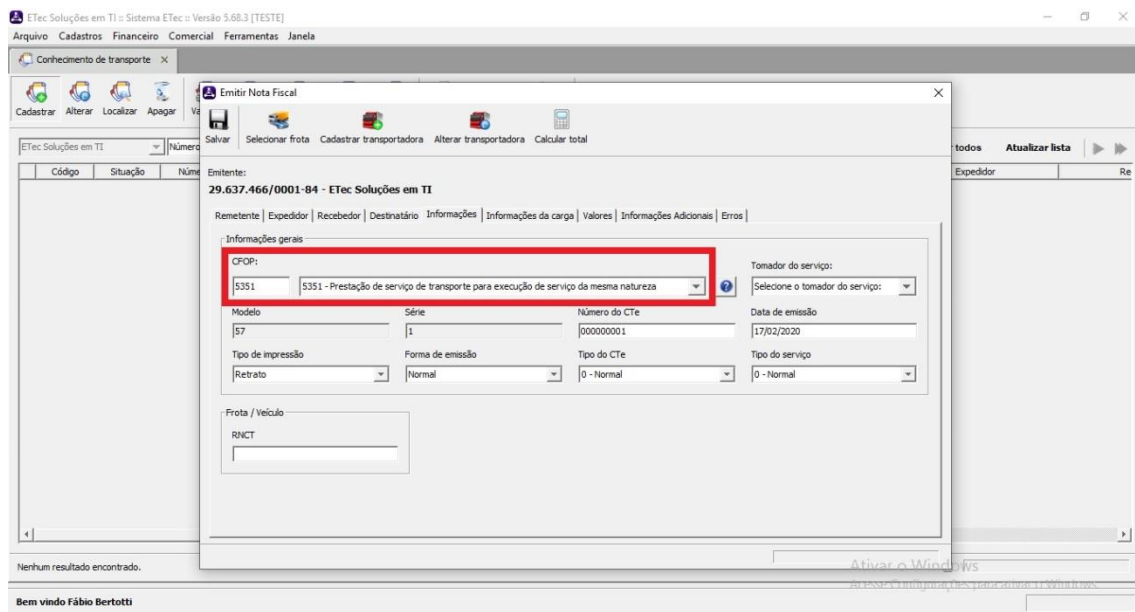 ETec Soluções em TI :: Sistema ETec :: Versão 5.68.3 [TESTE]
Arquivo Cadastros Financeiro Comercial Ferramentas Janela
Conhecimento de transporte X
Cadastrar Alterar Localizar Apagar
Emitir Nota Fiscal
Salvar Selecionar frota Cadastrar transportadora Alterar transportadora Calcular total
ETec Soluções em TI Número todos Atualizar lista
Código Situação Núme Expedidor Re
Emitente:
29.637.466/0001-84 - ETec Soluções em TI
Remetente Expedidor Recebedor Destinatário Informações Informações da carga Valores Informações Adicionais Erros
Informações gerais
CFOP: Tomador do serviço:
5351 5351 - Prestação de serviço de transporte para execução de serviço da mesma natureza Selecione o tomador do serviço:
Modelo Série Número do CTe Data de emissão
57 1 000000001 17/02/2020
Tipo de impressão Forma de emissão Tipo do CTe Tipo do serviço
Retrato Normal 0 - Normal 0 - Normal
Frota / Veículo
RNCT
Nenhum resultado encontrado.
Ativar o Windows
Acesse Configurações para ativar o Windows.
Bem vindo Fábio Bertotti